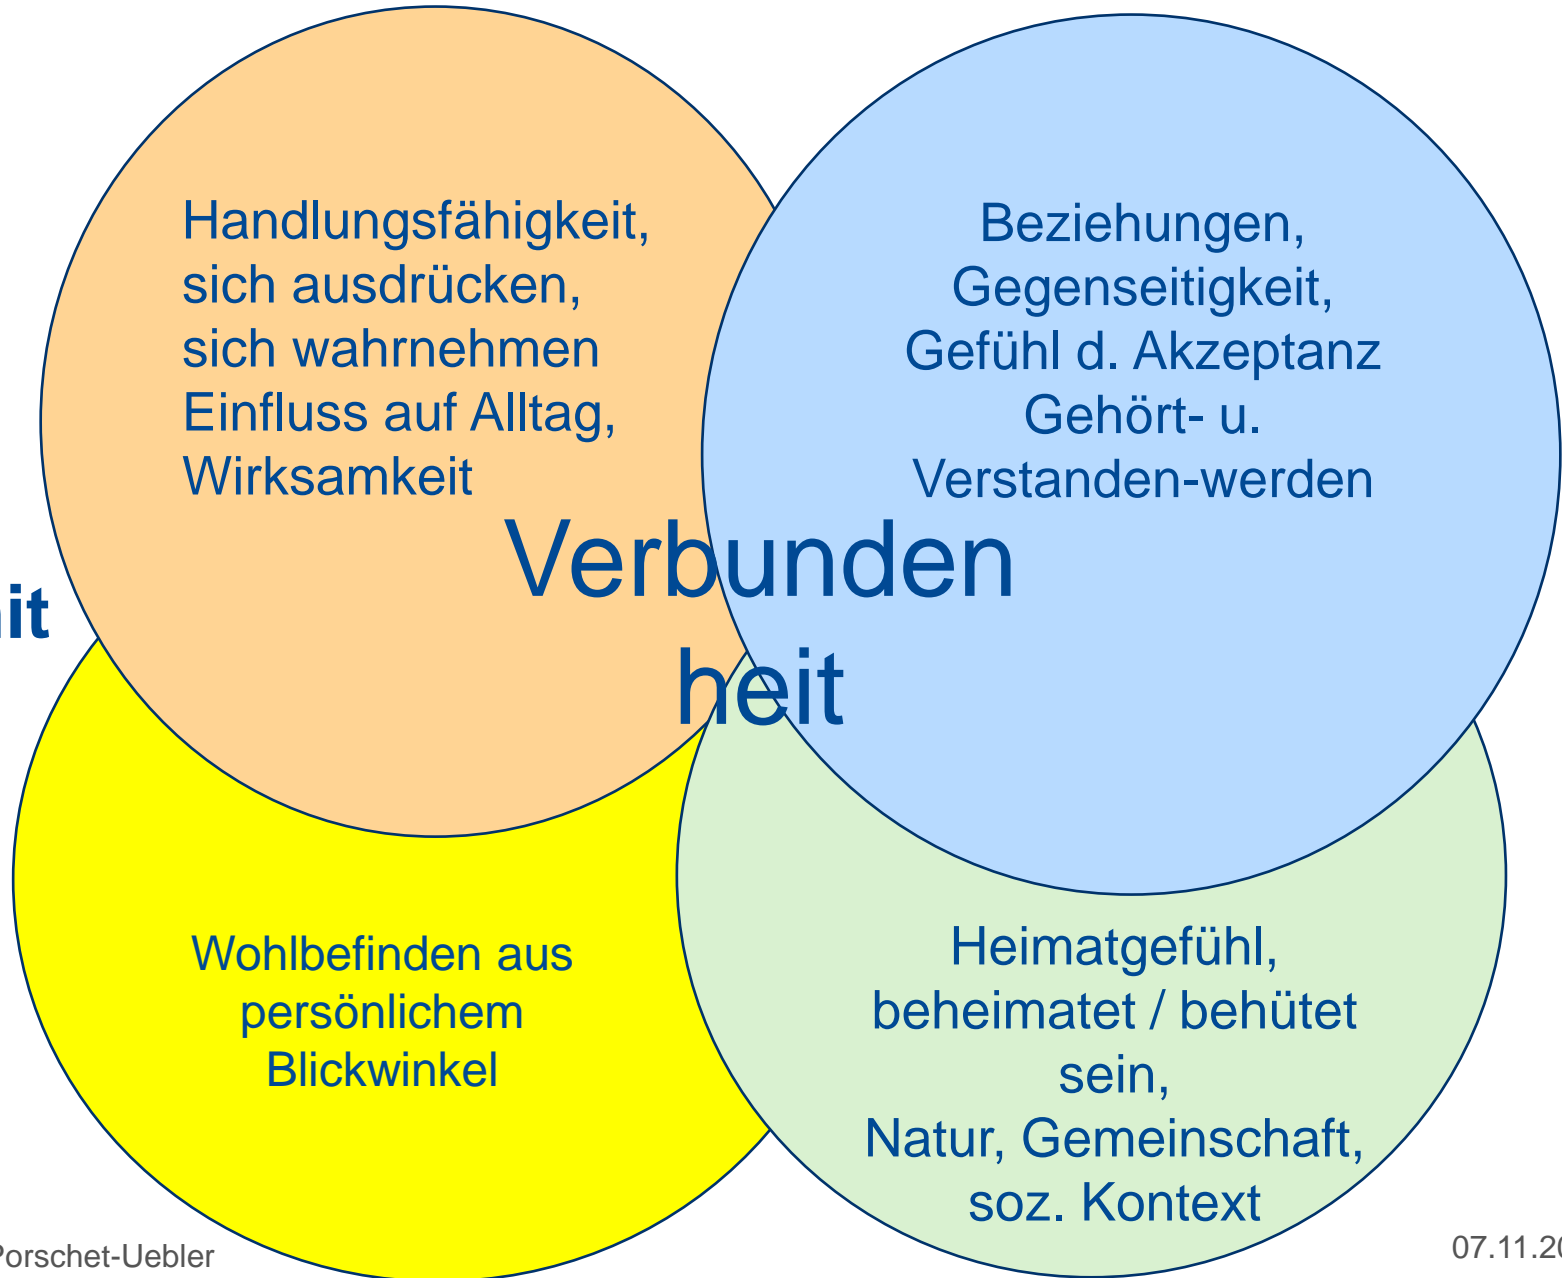 Handlungsfähigkeit,
sich ausdrücken,
sich wahrnehmen
Einfluss auf Alltag,
Wirksamkeit
Beziehungen,
Gegenseitigkeit,
Gefühl d. Akzeptanz
Gehört- u.
Verstanden-werden
Verbunden
heit
Wohlbefinden aus
persönlichem
Blickwinkel
Heimatgefühl,
beheimatet / behütet
sein,
Natur, Gemeinschaft,
soz. Kontext
Porschet-Uebler
07.11.20